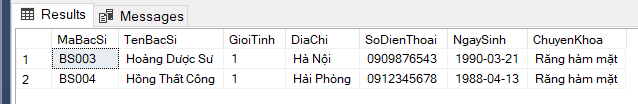 Results Messages
MaBacSi TenBacSi GioiTinh DiaChi SoDienThoai NgaySinh ChuyenKhoa
1 BS003 Hoàng Dược Sư 1 Hà Nội 0909876543 1990-03-21 Răng hàm mặt
2 BS004 Hồng Thất Công 1 Hải Phòng 0912345678 1988-04-13 Răng hàm mặt